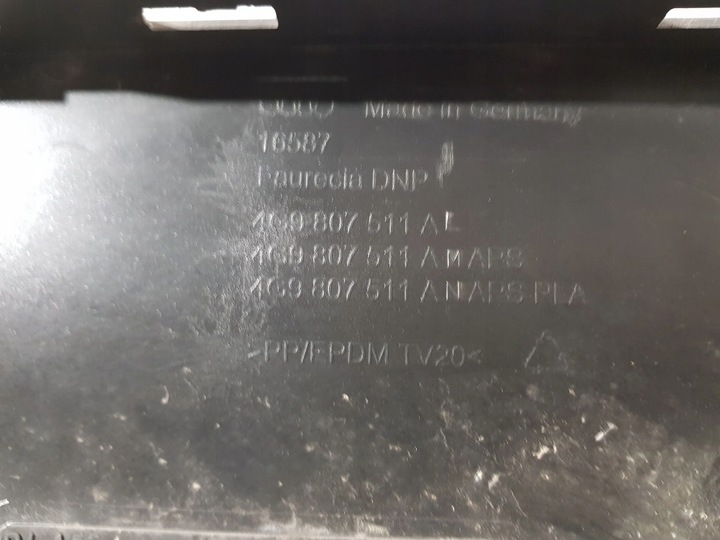 Made in Germany
16587
Faurecia DNP
4G9 807 511 A L
4G9 807 511 A M APS
4G9 807 511 A N APS PLA
>PP/EPDM TV20<